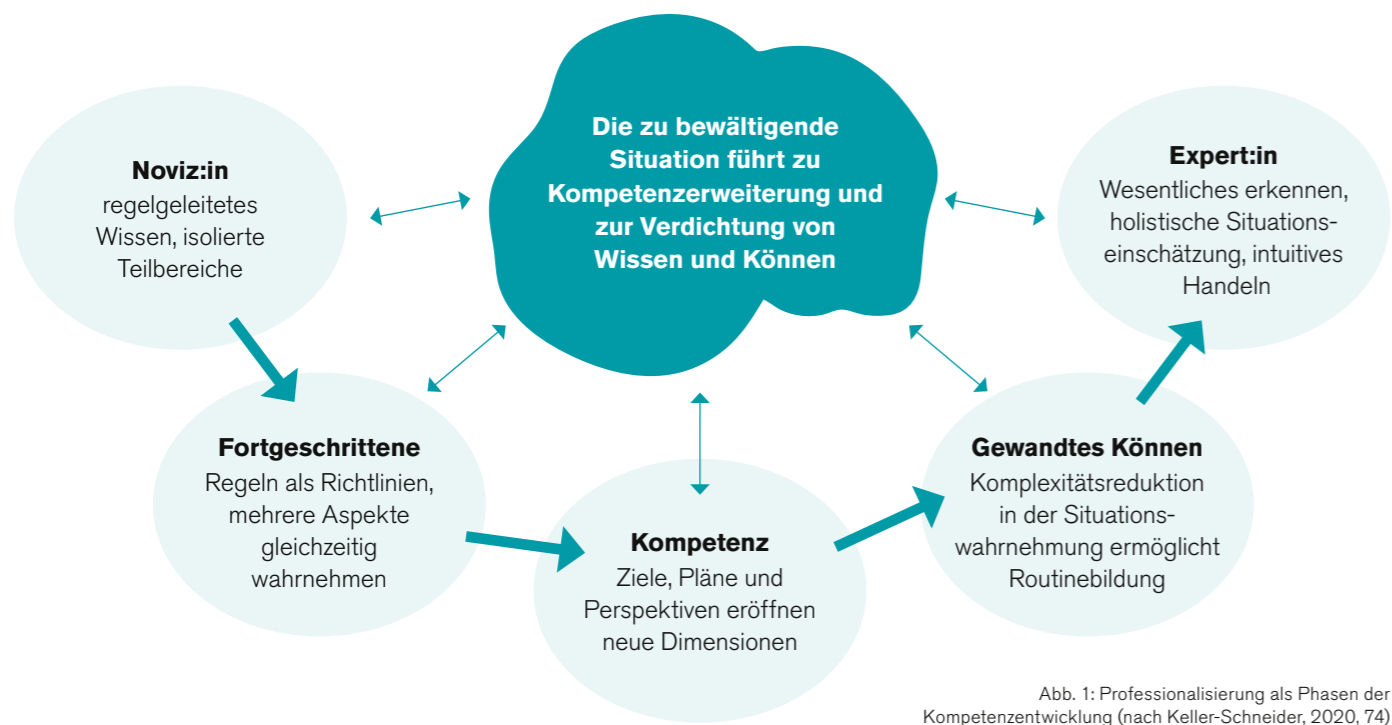 Die zu bewältigende
Situation führt zu
Kompetenzerweiterung und
zur Verdichtung von
Wissen und Können
Noviz:in
regelgeleitetes
Wissen, isolierte
Teilbereiche
Fortgeschrittene
Regeln als Richtlinien,
mehrere Aspekte
gleichzeitig
wahrnehmen
Kompetenz
Ziele, Pläne und
Perspektiven eröffnen
neue Dimensionen
Gewandtes Können
Komplexitätsreduktion
in der Situations-
wahrnehmung ermöglicht
Routinebildung
Expert:in
Wesentliches erkennen,
holistische Situations-
einschätzung, intuitives
Handeln
Abb. 1: Professionalisierung als Phasen der
Kompetenzentwicklung (nach Keller-Schneider, 2020, 74)